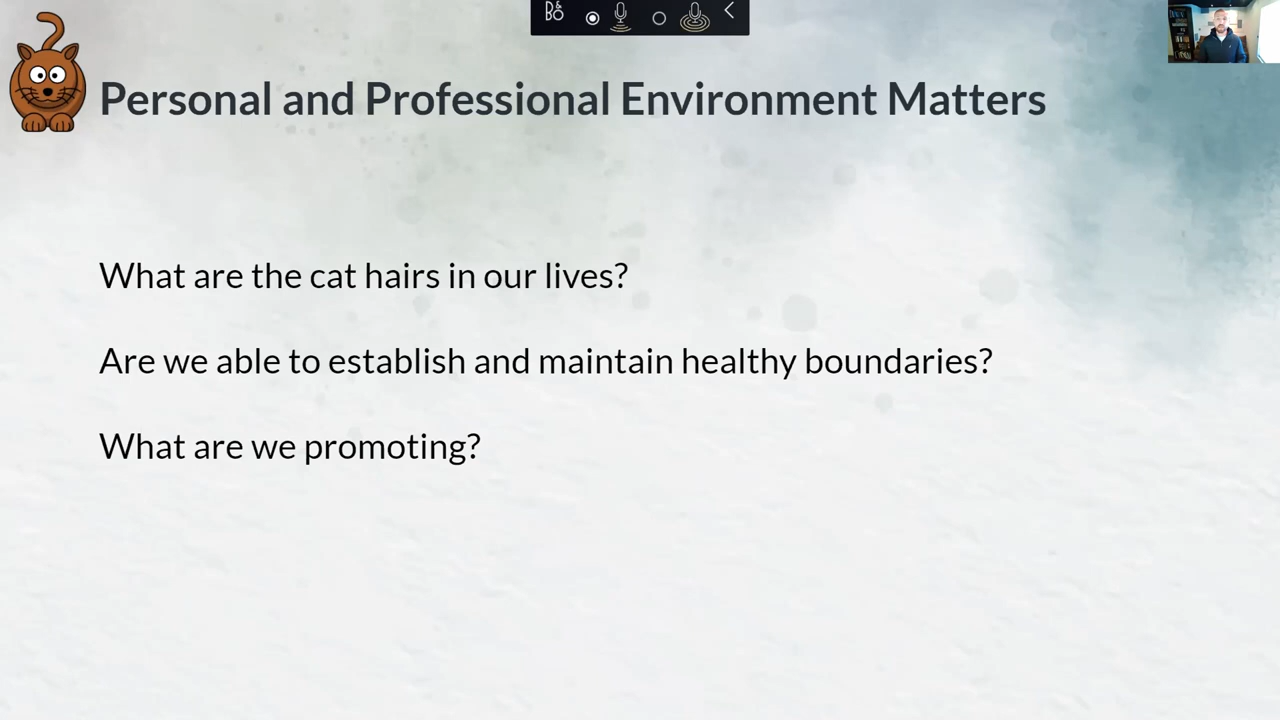 B&O
Personal and Professional Environment Matters
What are the cat hairs in our lives?
Are we able to establish and maintain healthy boundaries?
What are we promoting?